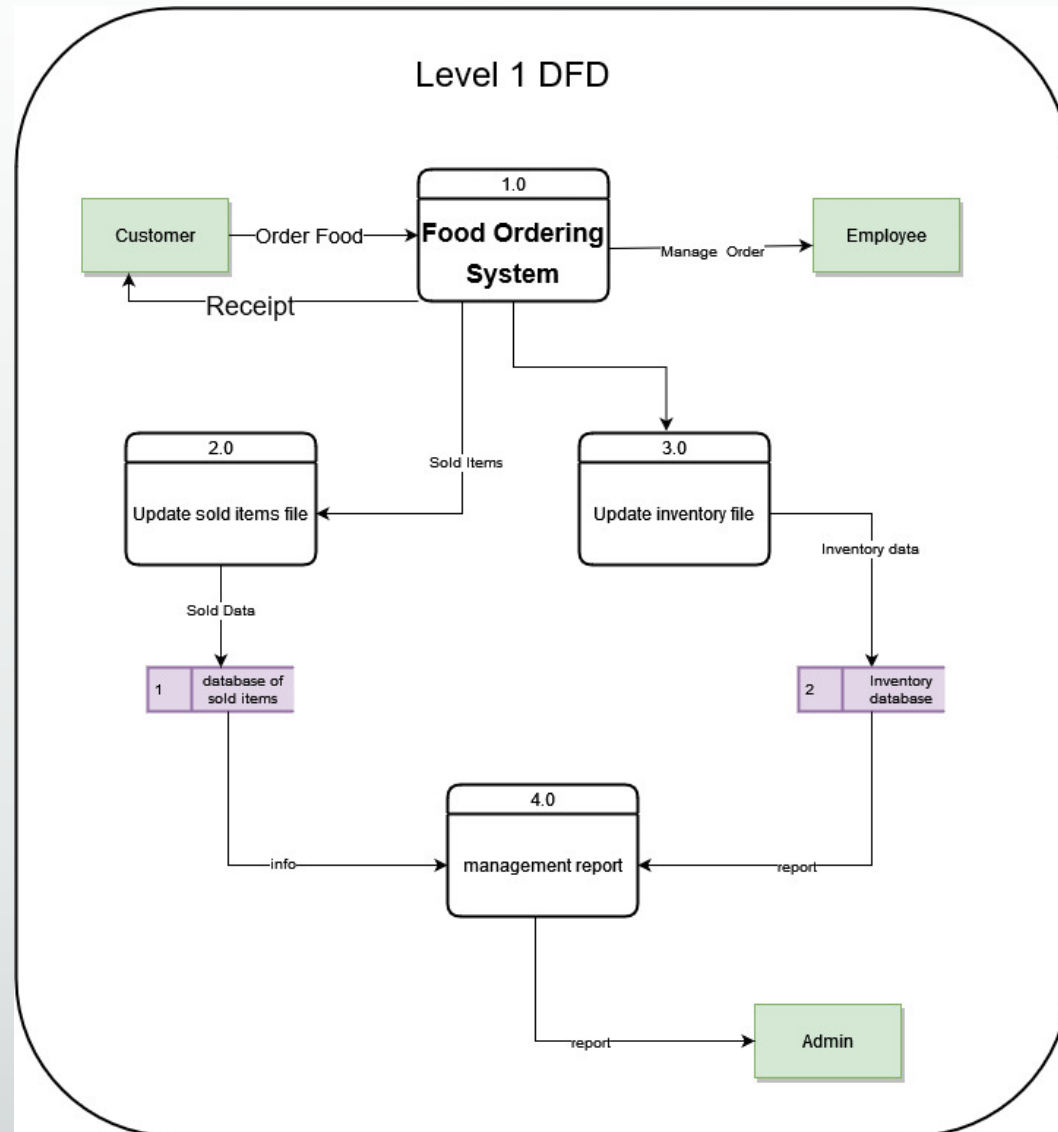 Level 1 DFD
1.0
Customer
Order Food
Food Ordering
System
Manage Order
Employee
Receipt
2.0
Sold Items
3.0
Update sold items file
Update inventory file
Inventory data
Sold Data
1
database of
sold items
2
Inventory
database
4.0
info
management report
report
report
Admin